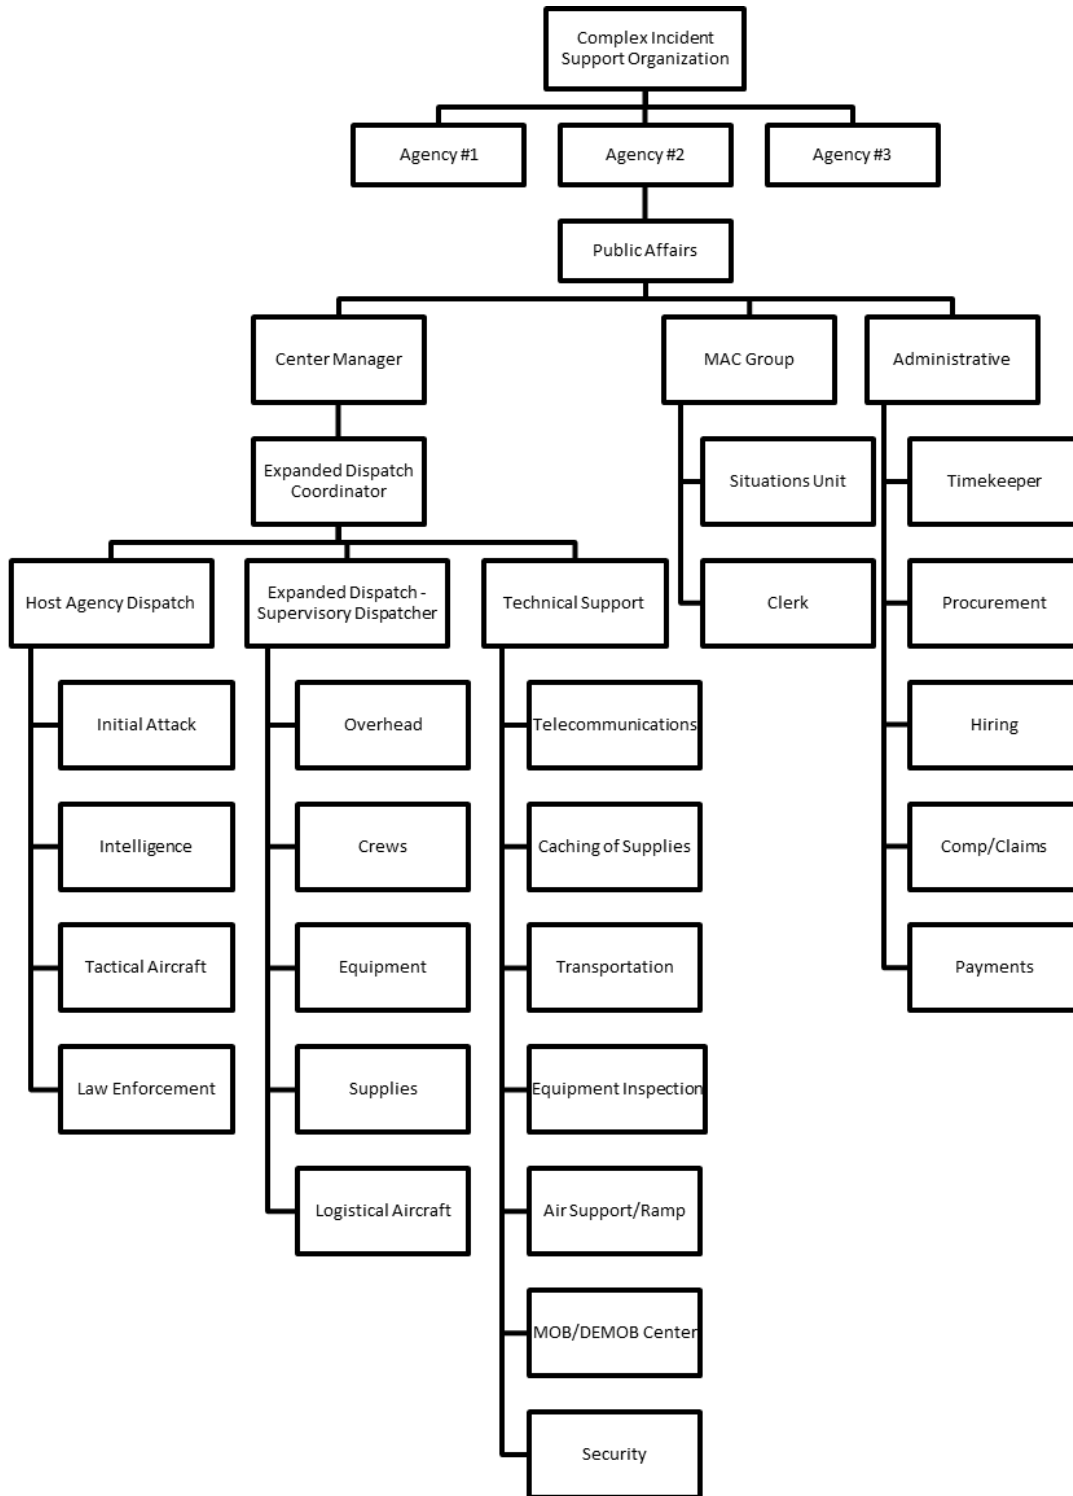 Complex Incident
Support Organization
Agency #1
Agency #2
Agency #3
Public Affairs
Center Manager
MAC Group
Administrative
Expanded Dispatch
Coordinator
Situations Unit
Timekeeper
Host Agency Dispatch
Expanded Dispatch -
Supervisory Dispatcher
Technical Support
Clerk
Procurement
Initial Attack
Overhead
Telecommunications
Hiring
Intelligence
Crews
Caching of Supplies
Comp/Claims
Tactical Aircraft
Equipment
Transportation
Payments
Law Enforcement
Supplies
Equipment Inspection
Logistical Aircraft
Air Support/Ramp
MOB/DEMOB Center
Security